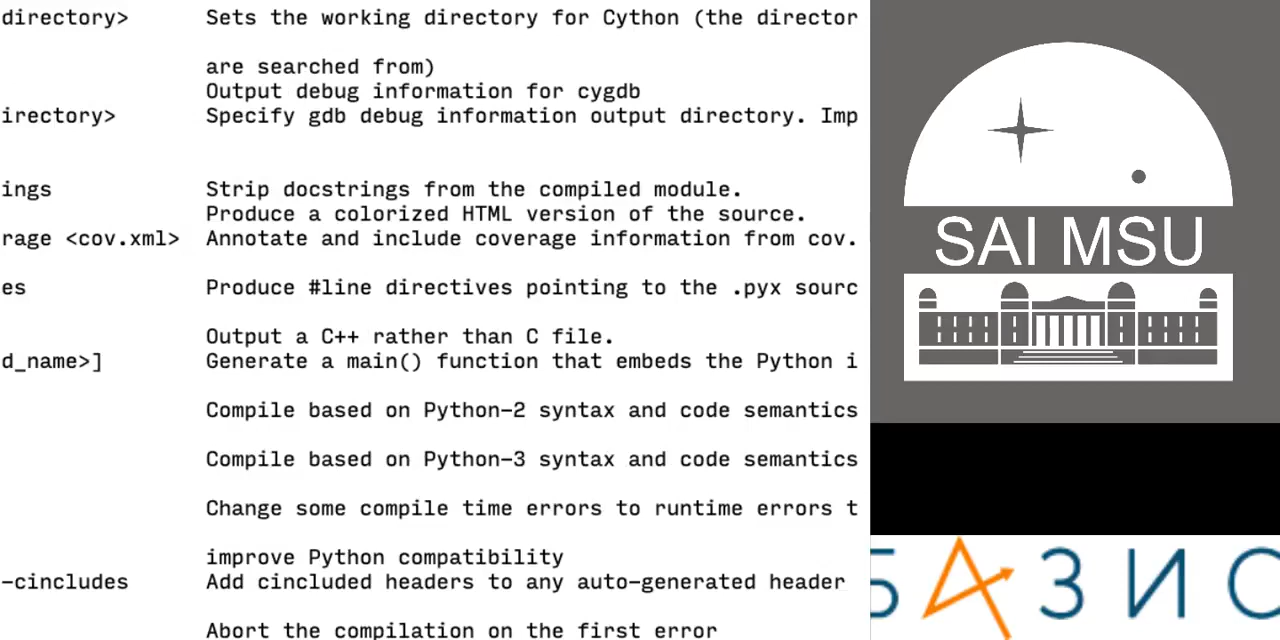 directory> Sets the working directory for Cython (the director
are searched from)
Output debug information for cygdb
irectory> Specify gdb debug information output directory. Imp
ings Strip docstrings from the compiled module.
Produce a colorized HTML version of the source.
rage <cov.xml> Annotate and include coverage information from cov.
es Produce #line directives pointing to the .pyx sourc
Output a C++ rather than C file.
d_name>] Generate a main() function that embeds the Python i
Compile based on Python-2 syntax and code semantics
Compile based on Python-3 syntax and code semantics
Change some compile time errors to runtime errors t
improve Python compatibility
-cincludes Add cincluded headers to any auto-generated header
Abort the compilation on the first error
SAI MSU
БАЗИС